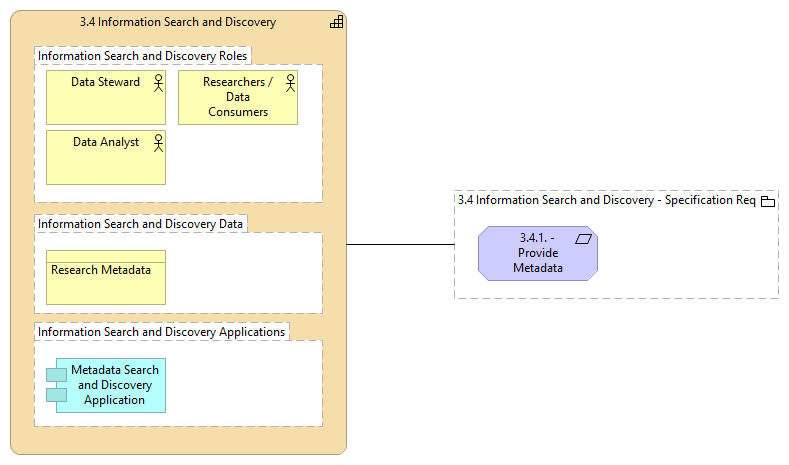 3.4 Information Search and Discovery
Information Search and Discovery Roles
Data Steward
Researchers /
Data
Consumers
Data Analyst
Information Search and Discovery Data
Research Metadata
Information Search and Discovery Applications
Metadata Search
and Discovery
Application
3.4 Information Search and Discovery - Specification Req
3.4.1. -
Provide
Metadata